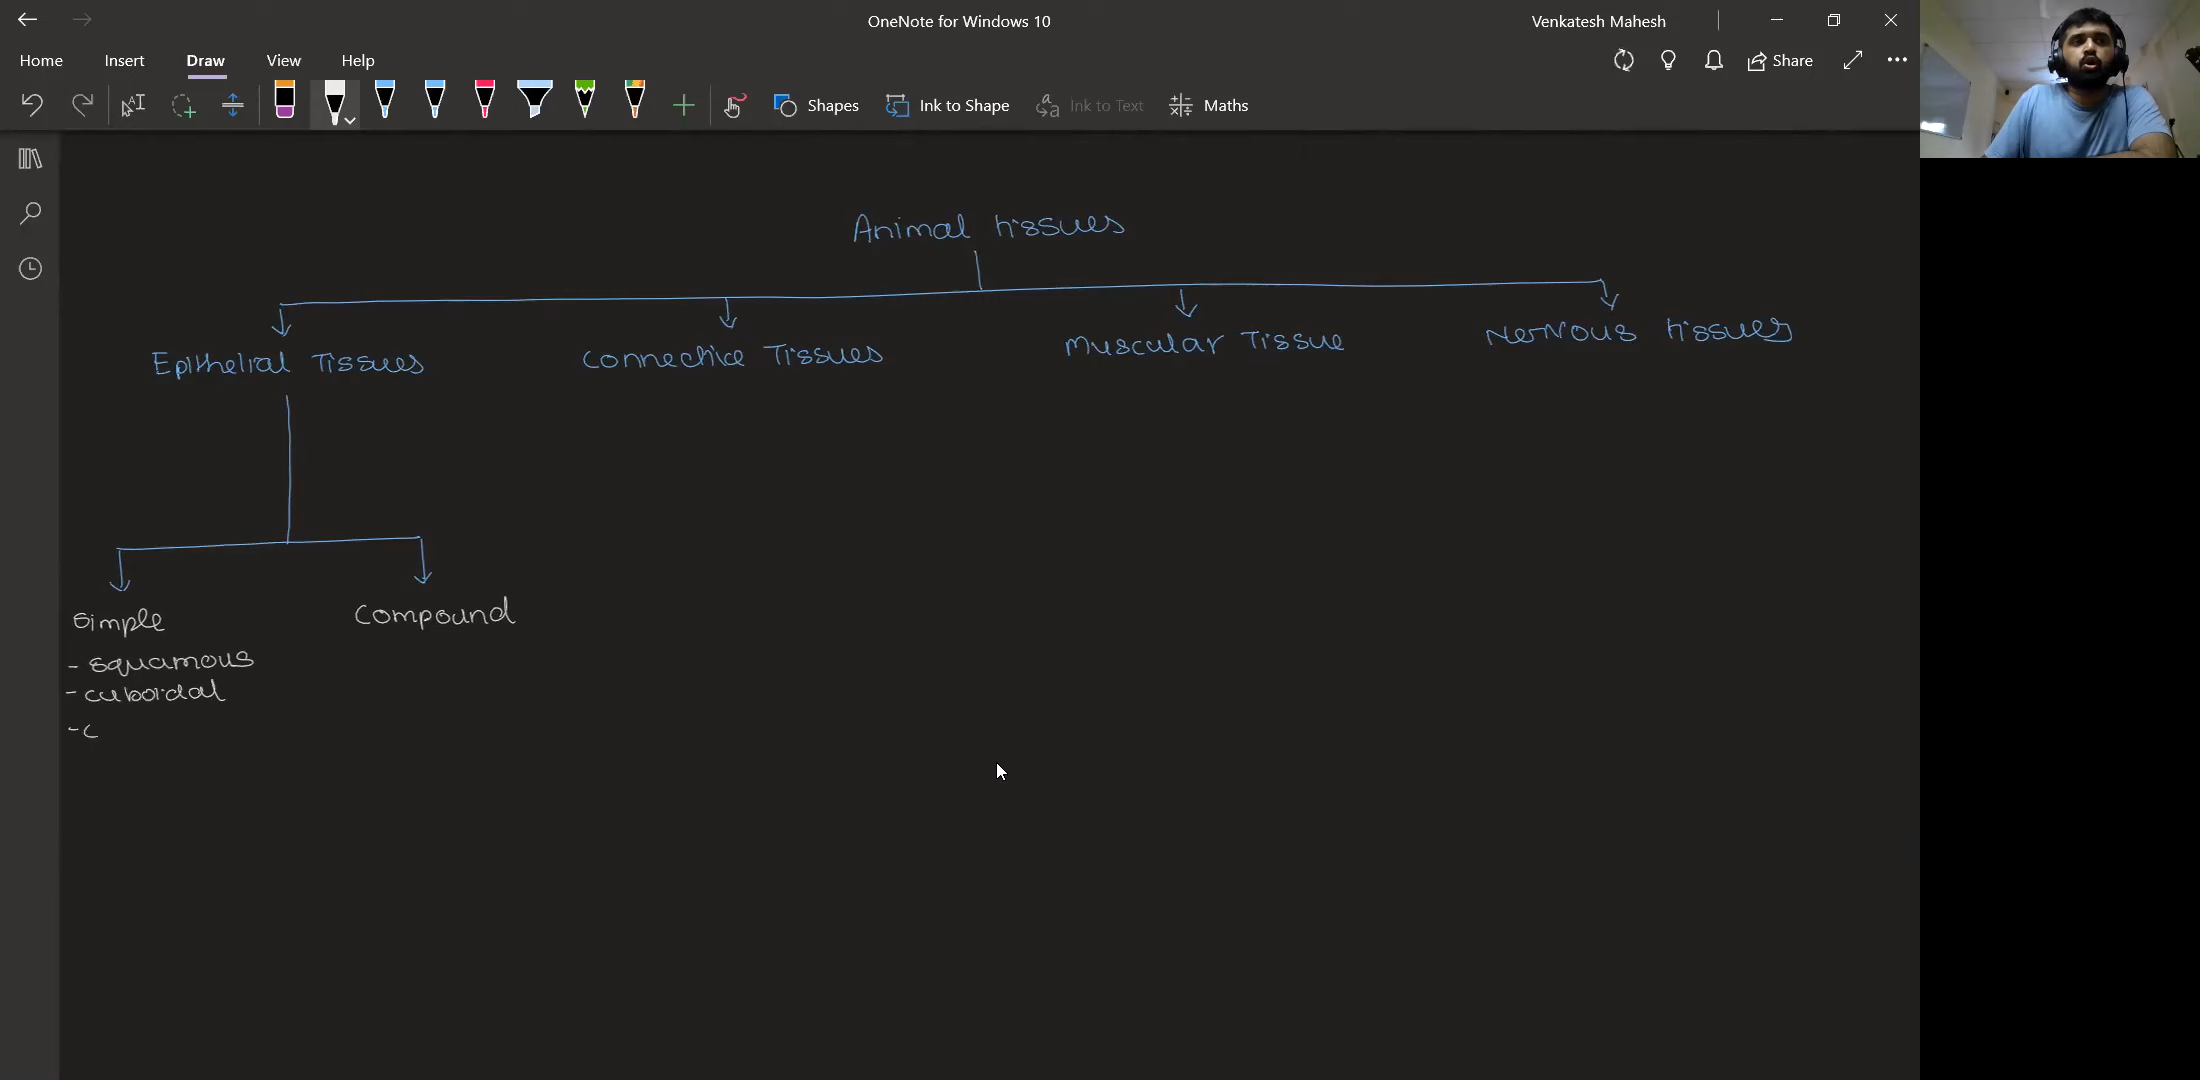 OneNote for Windows 10
Venkatesh Mahesh
Home Insert Draw View Help
Share
Shapes Ink to Shape Ink to Text Maths
Animal tissues
Epithelial Tissues Connective Tissues Muscular Tissue Nervous tissues
Simple Compound
- squamous
- cuboidal
- c